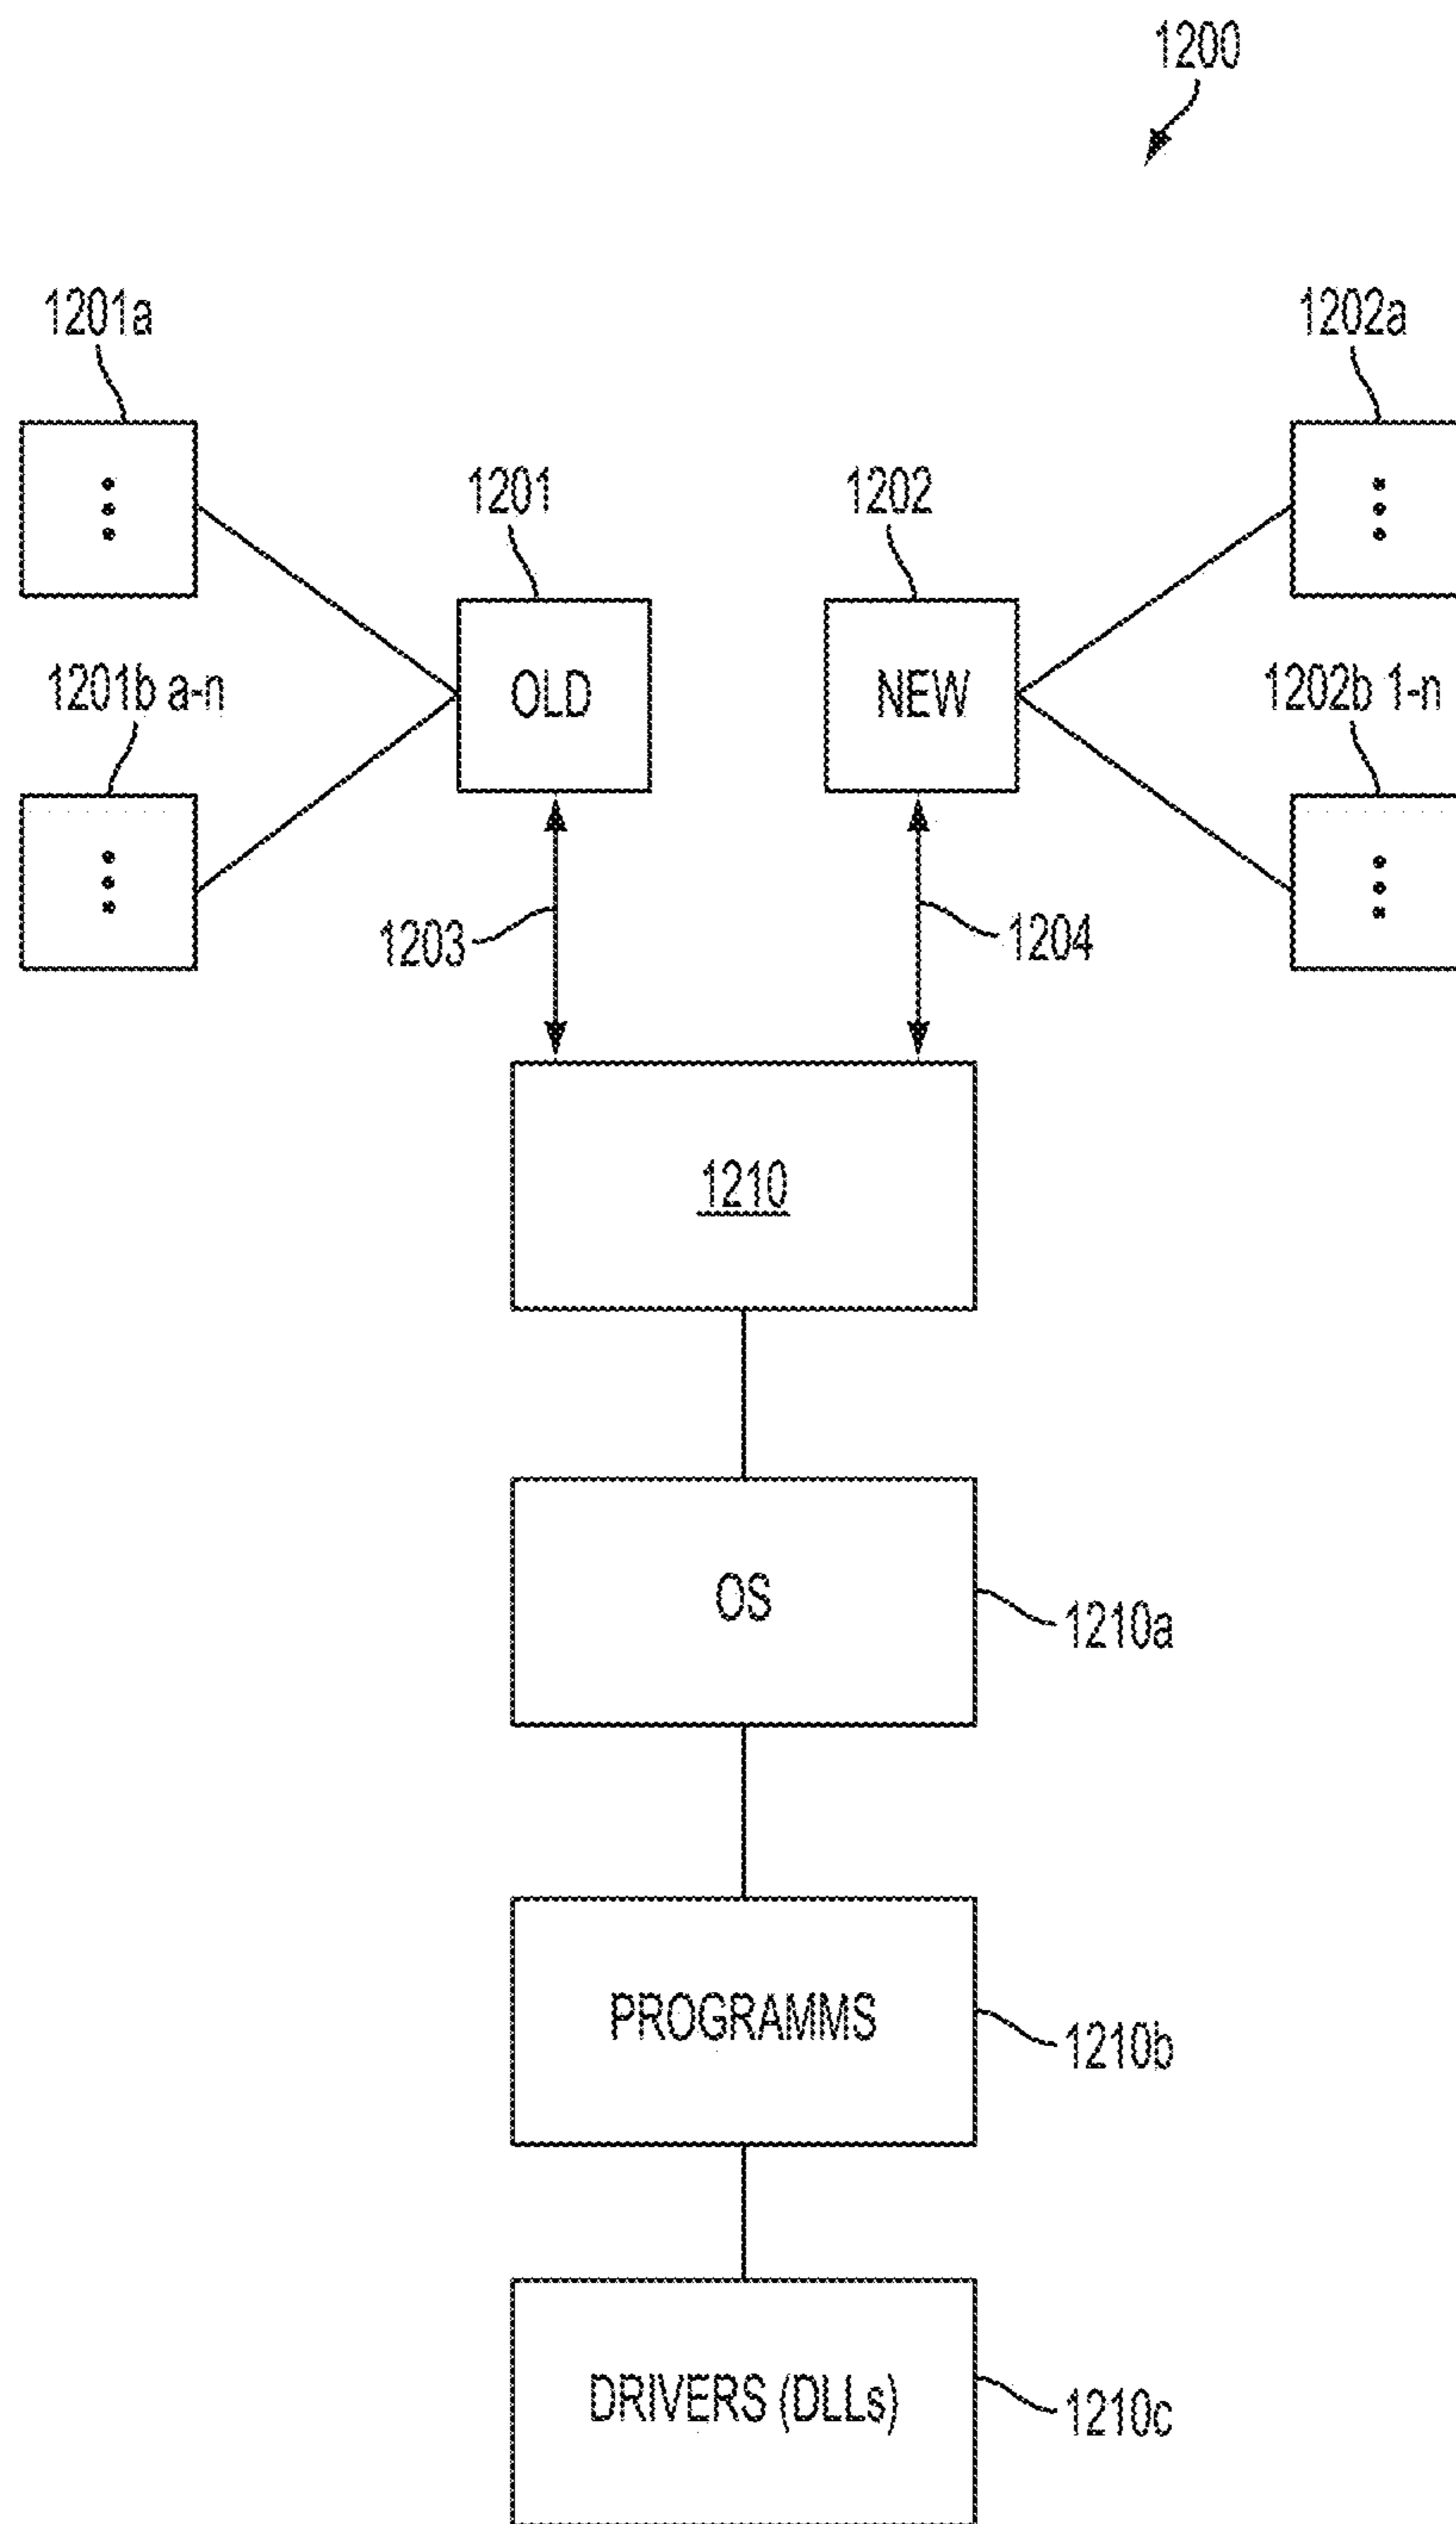 1200
1201a
1202a
1201
1202
1201b a-n
OLD
NEW
1202b 1-n
1203
1204
1210
OS
1210a
PROGRAMMS
1210b
DRIVERS (DLLs)
1210c